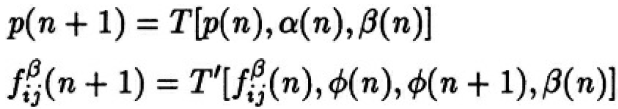 p(n + 1) = T[p(n), α(n), β(n)]
f_{ij}^{β}(n + 1) = T'[f_{ij}^{β}(n), ϕ(n), ϕ(n + 1), β(n)]